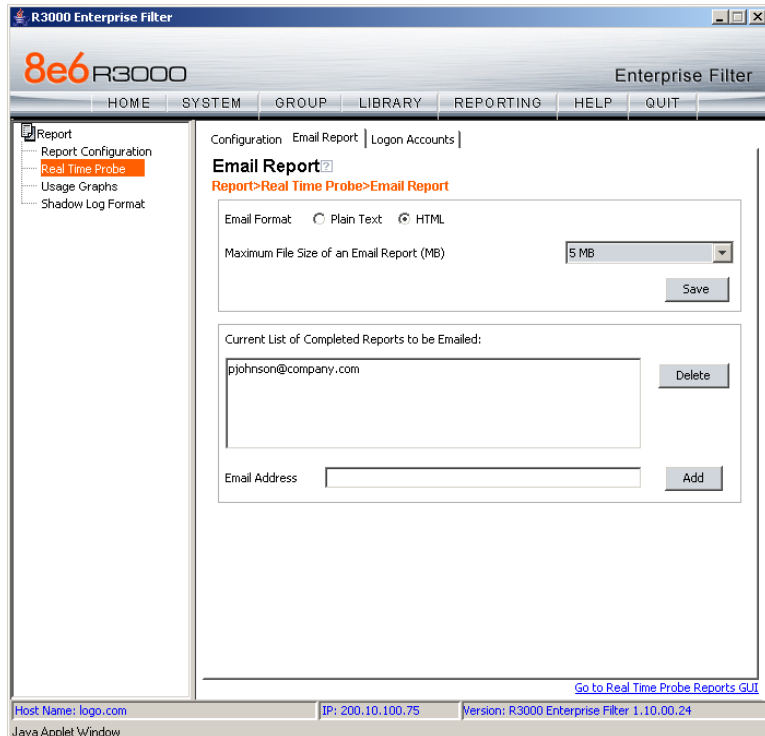 R3000 Enterprise Filter
8e6 R3000
Enterprise Filter
HOME SYSTEM GROUP LIBRARY REPORTING HELP QUIT
Report
Report Configuration
Real Time Probe
Usage Graphs
Shadow Log Format
Configuration Email Report Logon Accounts
Email Report ?
Report>Real Time Probe>Email Report
Email Format Plain Text HTML
Maximum File Size of an Email Report (MB) 5 MB
Save
Current List of Completed Reports to be Emailed:
pjohnson@company.com
Delete
Email Address Add
Go to Real Time Probe Reports GUI
Host Name: logo.com IP: 200.10.100.75 Version: R3000 Enterprise Filter 1.10.00.24
Java Applet Window